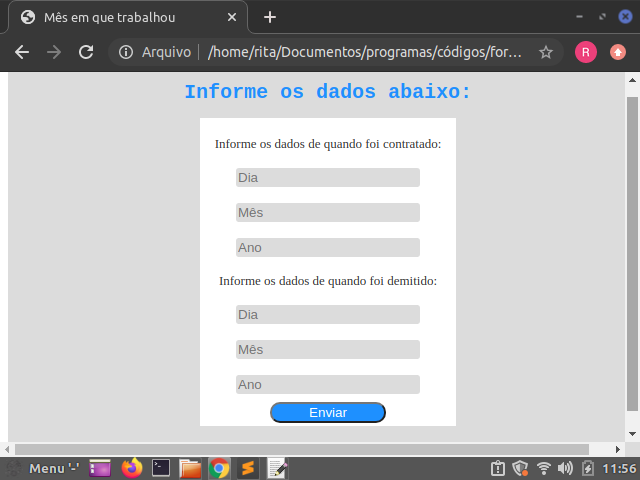 Mês em que trabalhou
Arquivo /home/rita/Documentos/programas/códigos/for...
R
Informe os dados abaixo:
Informe os dados de quando foi contratado:
Dia
Mês
Ano
Informe os dados de quando foi demitido:
Dia
Mês
Ano
Enviar
Menu '-' 11:56